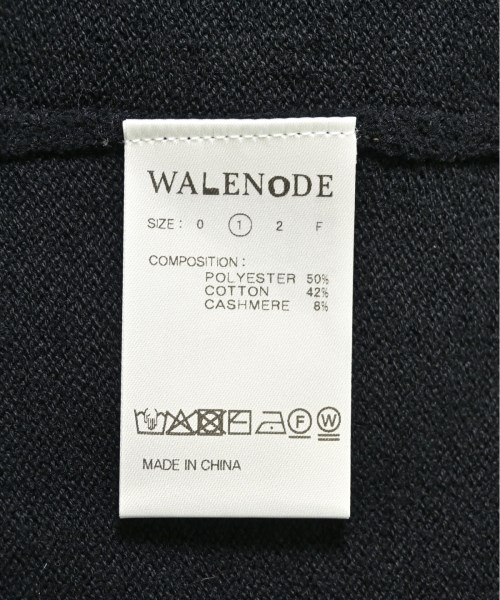 WALENODE
SIZE: 0 1 2 F
COMPOSITION:
POLYESTER 50%
COTTON 42%
CASHMERE 8%
F W
MADE IN CHINA